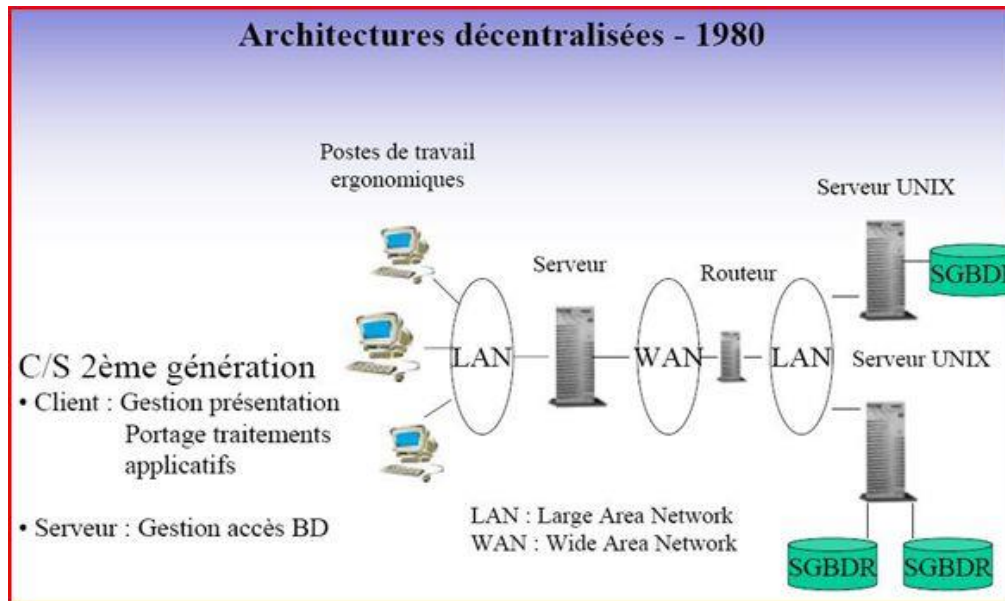 Architectures décentralisées - 1980
Postes de travail
ergonomiques
Serveur UNIX
Serveur
Routeur
SGBDR
LAN
WAN
LAN
Serveur UNIX
C/S 2ème génération
• Client : Gestion présentation
Portage traitements
applicatifs
• Serveur : Gestion accès BD
LAN : Large Area Network
WAN : Wide Area Network
SGBDR
SGBDR